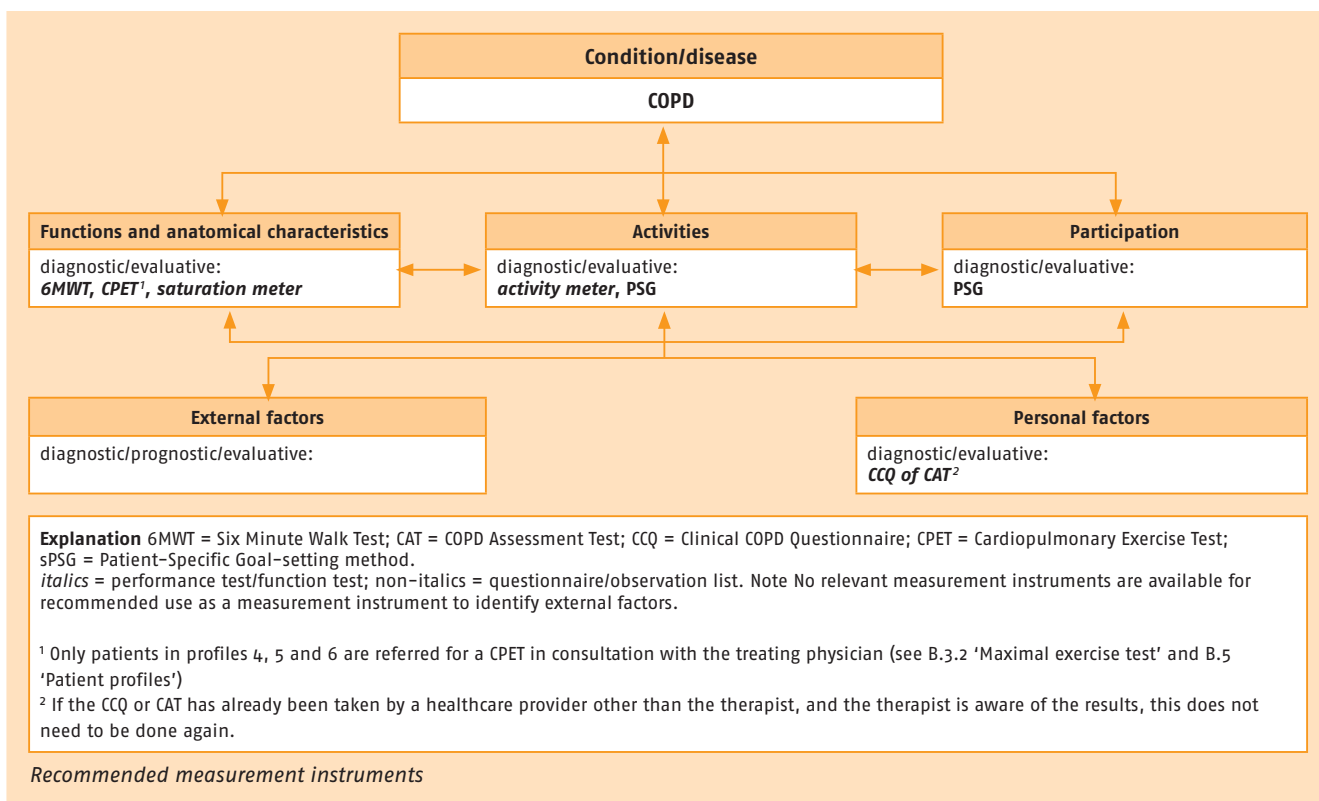 Condition/disease
COPD
Functions and anatomical characteristics
diagnostic/evaluative:
6MWT, CPET¹, saturation meter
Activities
diagnostic/evaluative:
activity meter, PSG
Participation
diagnostic/evaluative:
PSG
External factors
diagnostic/prognostic/evaluative:
Personal factors
diagnostic/evaluative:
CCQ of CAT²
Explanation 6MWT = Six Minute Walk Test; CAT = COPD Assessment Test; CCQ = Clinical COPD Questionnaire; CPET = Cardiopulmonary Exercise Test;
sPSG = Patient-Specific Goal-setting method.
italics = performance test/function test; non-italics = questionnaire/observation list. Note No relevant measurement instruments are available for
recommended use as a measurement instrument to identify external factors.
¹ Only patients in profiles 4, 5 and 6 are referred for a CPET in consultation with the treating physician (see B.3.2 ‘Maximal exercise test’ and B.5
‘Patient profiles’)
² If the CCQ or CAT has already been taken by a healthcare provider other than the therapist, and the therapist is aware of the results, this does not
need to be done again.
Recommended measurement instruments